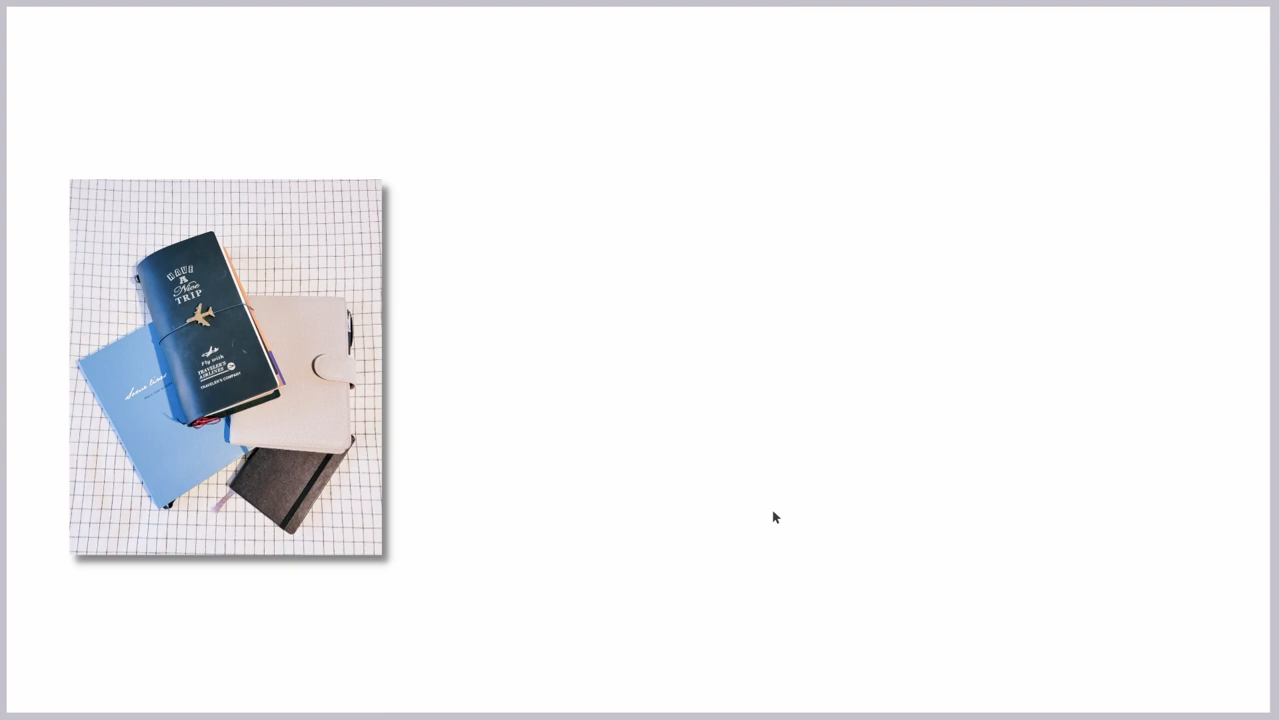 HAVE
A
Nice
TRIP
Fly with
TRAVELER'S
AIRLINES
TRAVELER'S COMPANY